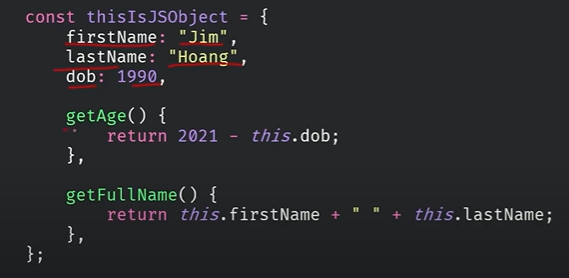 const thisIsJSObject = {
    firstName: "Jim",
    lastName: "Hoang",
    dob: 1990,

    getAge() {
        return 2021 - this.dob;
    },

    getFullName() {
        return this.firstName + " " + this.lastName;
    },
};